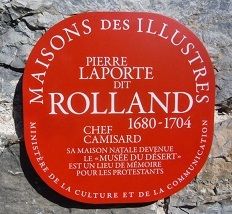 MAISONS DES ILLUSTRES
PIERRE
LAPORTE
DIT
ROLLAND
1680-1704
CHEF
CAMISARD
SA MAISON NATALE DEVENUE
LE «MUSÉE DU DÉSERT»
EST UN LIEU DE MÉMOIRE
POUR LES PROTESTANTS
MINISTÈRE DE LA CULTURE ET DE LA COMMUNICATION